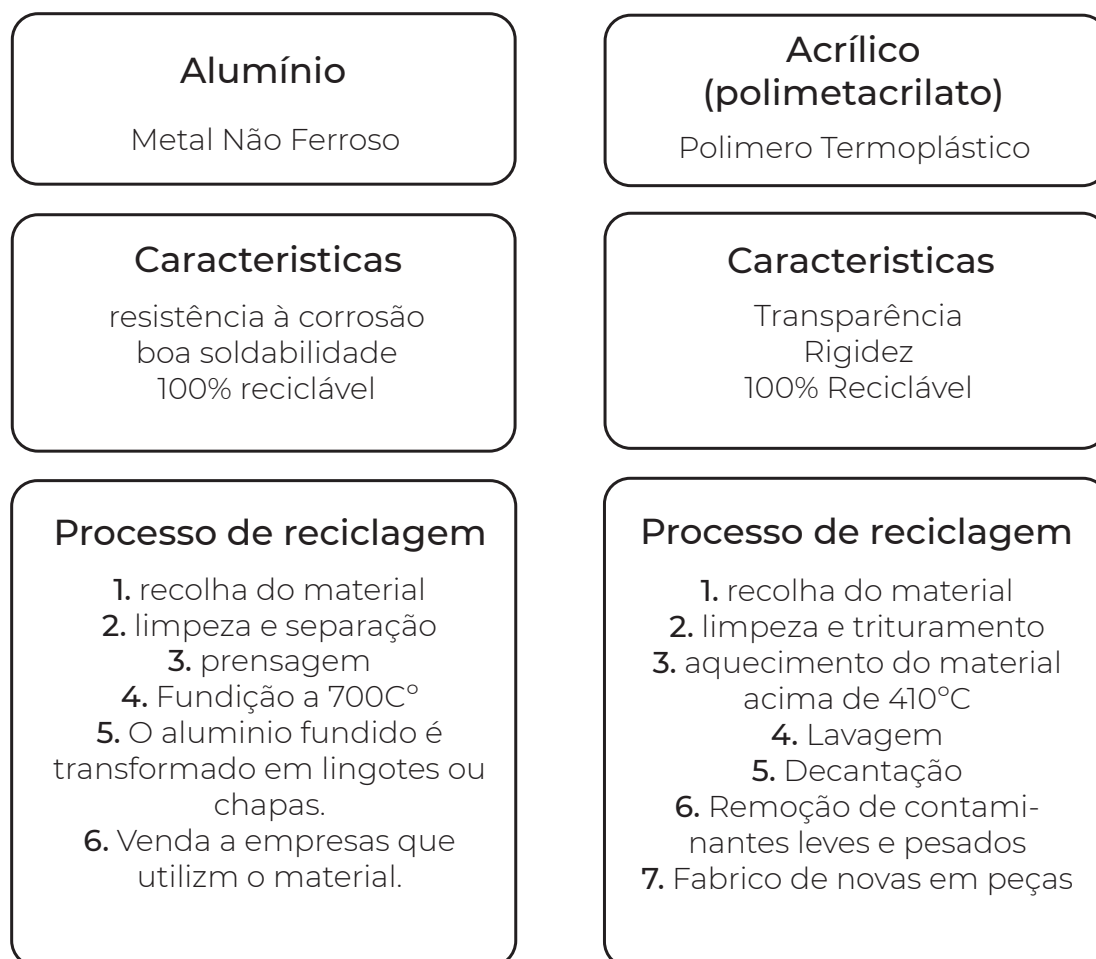 Alumínio
Metal Não Ferroso
Acrílico
(polimetacrilato)
Polimero Termoplástico
Caracteristicas
resistência à corrosão
boa soldabilidade
100% reciclável
Caracteristicas
Transparência
Rigidez
100% Reciclável
Processo de reciclagem
1. recolha do material
2. limpeza e separação
3. prensagem
4. Fundição a 700Cº
5. O aluminio fundido é
transformado em lingotes ou
chapas.
6. Venda a empresas que
utilizm o material.
Processo de reciclagem
1. recolha do material
2. limpeza e trituramento
3. aquecimento do material
acima de 410ºC
4. Lavagem
5. Decantação
6. Remoção de contami-
nantes leves e pesados
7. Fabrico de novas em peças